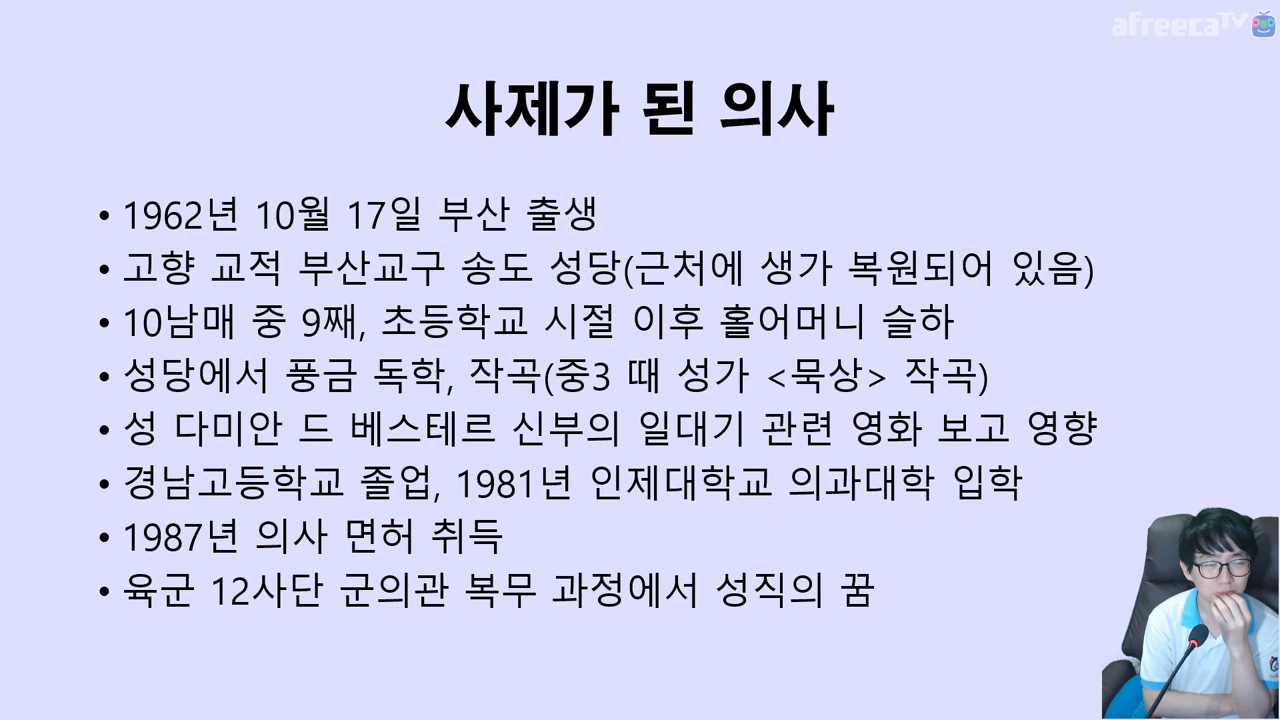 afreecaTV
사제가 된 의사
• 1962년 10월 17일 부산 출생
• 고향 교적 부산교구 송도 성당(근처에 생가 복원되어 있음)
• 10남매 중 9째, 초등학교 시절 이후 홀어머니 슬하
• 성당에서 풍금 독학, 작곡(중3 때 성가 <묵상> 작곡)
• 성 다미안 드 베스테르 신부의 일대기 관련 영화 보고 영향
• 경남고등학교 졸업, 1981년 인제대학교 의과대학 입학
• 1987년 의사 면허 취득
• 육군 12사단 군의관 복무 과정에서 성직의 꿈